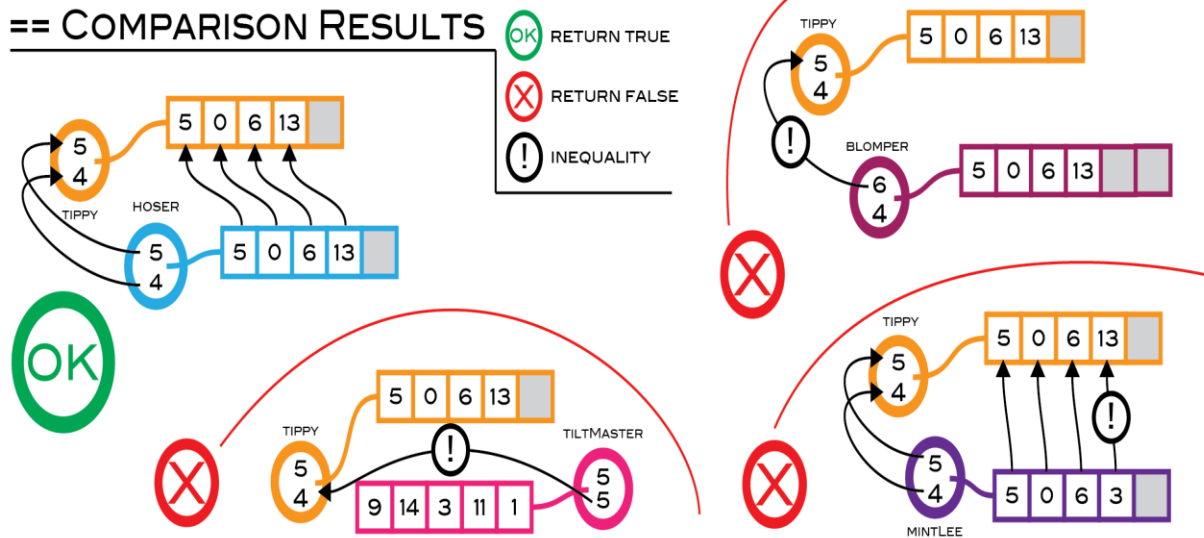 == COMPARISON RESULTS
OK RETURN TRUE
X RETURN FALSE
! INEQUALITY
5 0 6 13
5
4
TIPPY
HOSER
5
4
5 0 6 13
OK
TIPPY
5
4
5 0 6 13
!
BLOMPER
6
4
5 0 6 13
X
5 0 6 13
TIPPY
5
4
!
TILTMASTER
5
5
9 14 3 11 1
X
TIPPY
5
4
5 0 6 13
!
5
4
MINTLEE
5 0 6 3
X